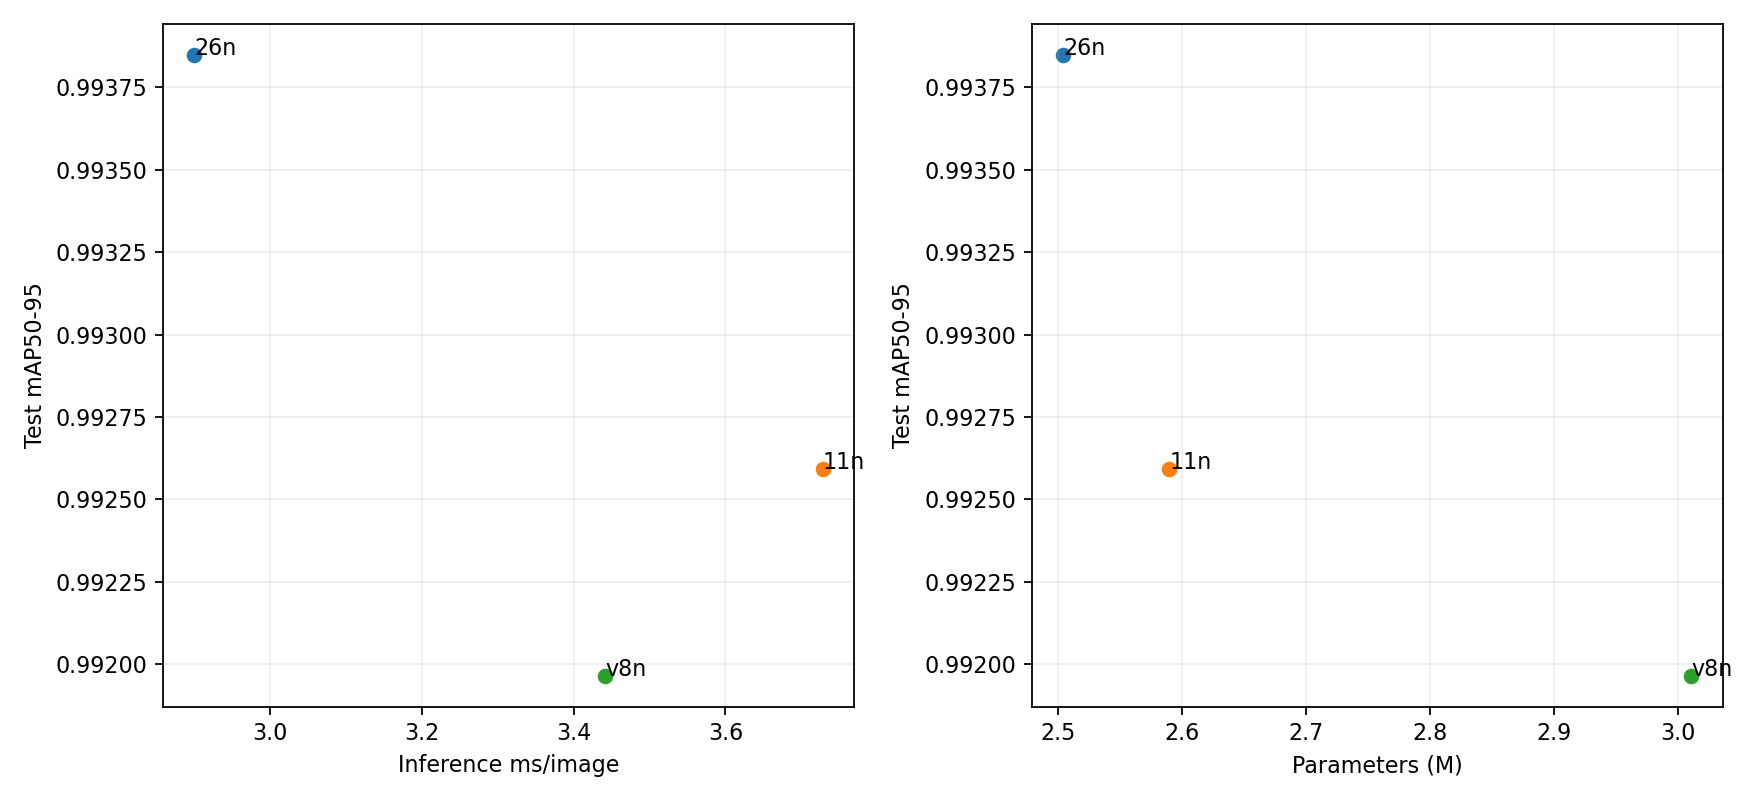 26n
0.99375
0.99350
0.99325
0.99300
0.99275
0.99250
0.99225
0.99200
Test mAP50-95
11n
v8n
3.0 3.2 3.4 3.6
Inference ms/image
26n
0.99375
0.99350
0.99325
0.99300
0.99275
0.99250
0.99225
0.99200
Test mAP50-95
11n
v8n
2.5 2.6 2.7 2.8 2.9 3.0
Parameters (M)